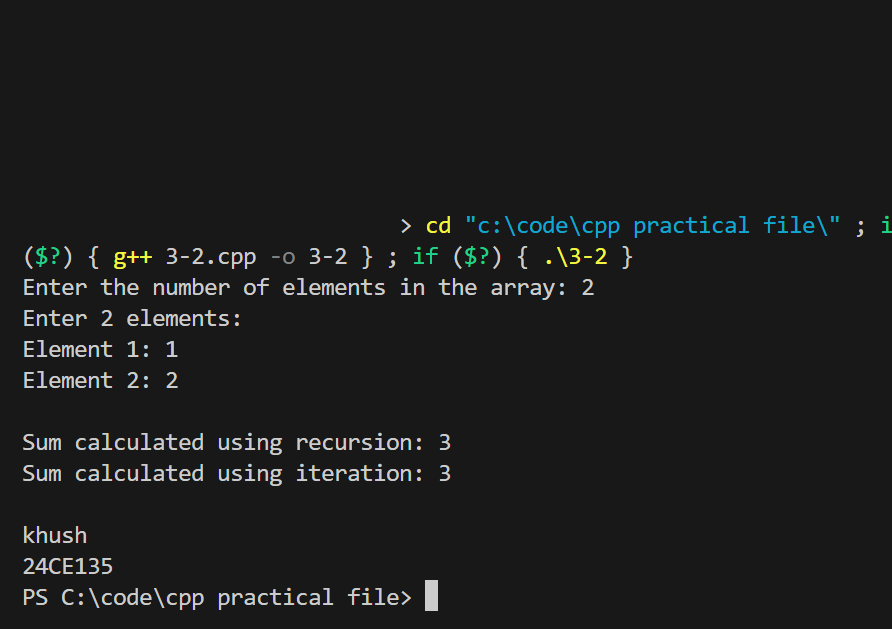 > cd "c:\code\cpp practical file\" ; i
($?) { g++ 3-2.cpp -o 3-2 } ; if ($?) { .\3-2 }
Enter the number of elements in the array: 2
Enter 2 elements:
Element 1: 1
Element 2: 2
Sum calculated using recursion: 3
Sum calculated using iteration: 3
khush
24CE135
PS C:\code\cpp practical file>